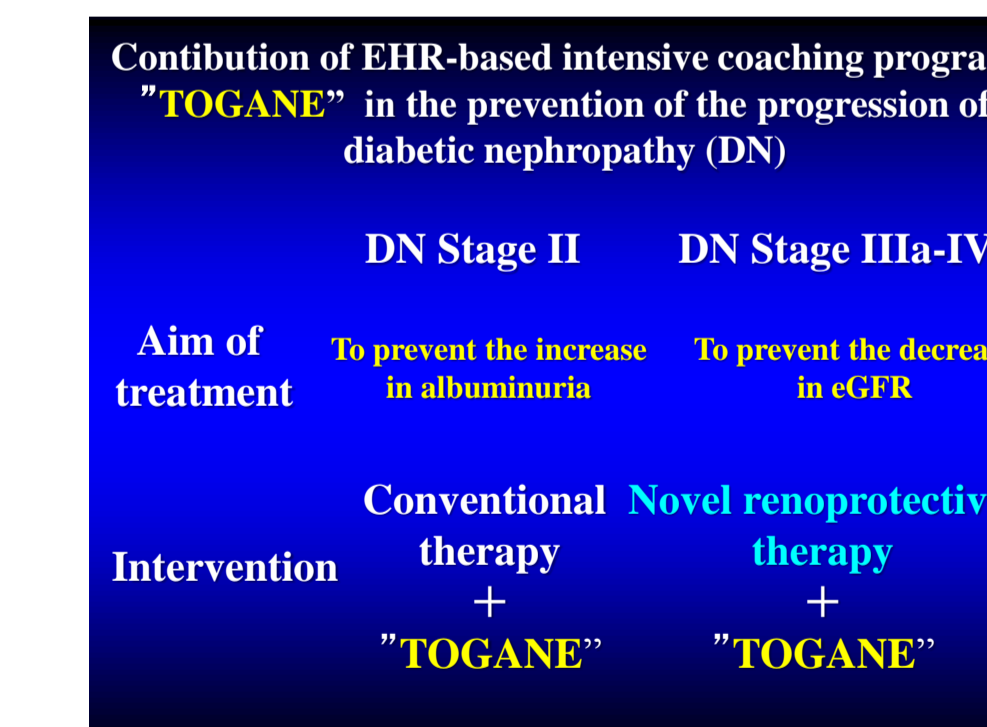 Contibution of EHR-based intensive coaching progra
”TOGANE” in the prevention of the progression of
diabetic nephropathy (DN)
DN Stage II DN Stage IIIa-IV
Aim of
treatment
To prevent the increase
in albuminuria
To prevent the decrea
in eGFR
Intervention
Conventional
therapy
+
”TOGANE”
Novel renoprotectiv
therapy
+
”TOGANE”